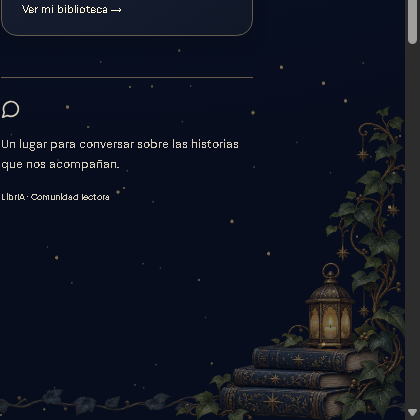 Ver mi biblioteca →
Un lugar para conversar sobre las historias
que nos acompañan.
LibrIA · Comunidad lectora